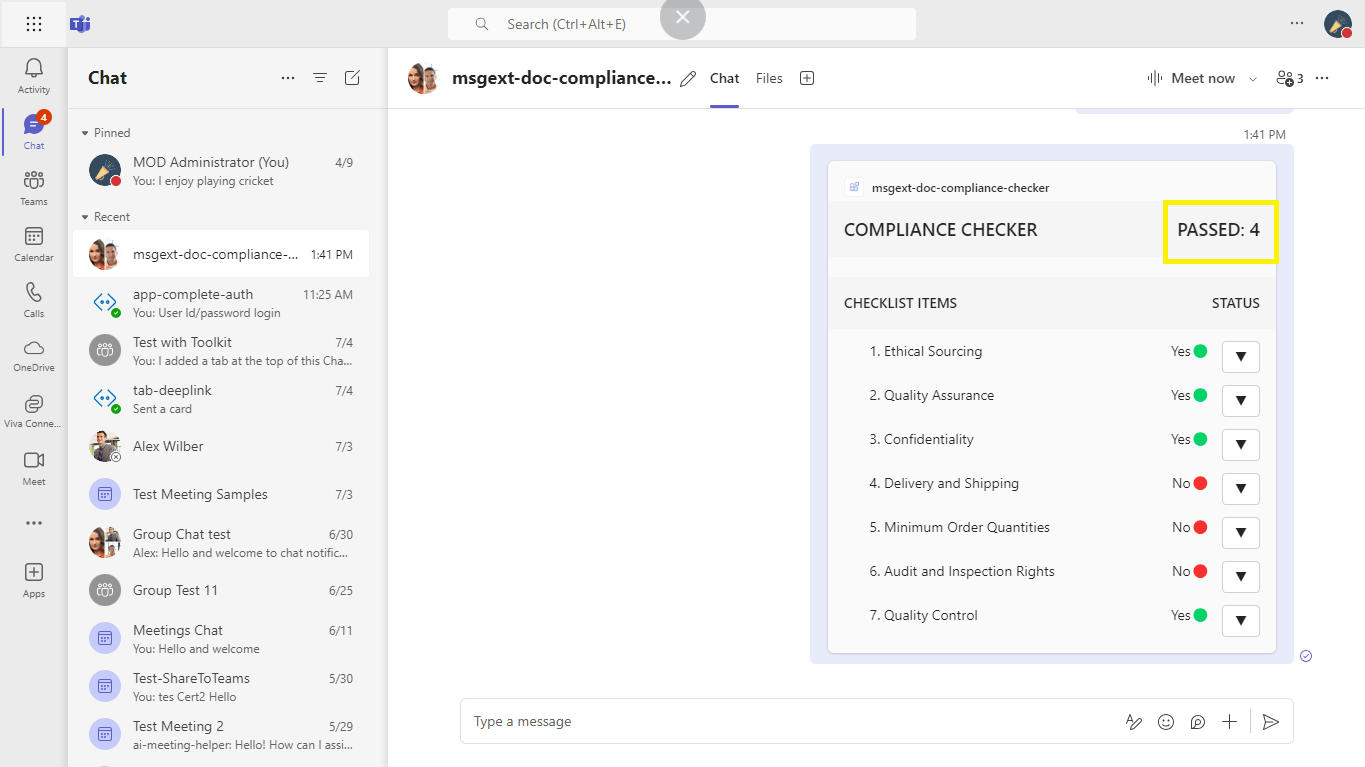 Search (Ctrl+Alt+E)
Activity
4
Chat
Teams
Calendar
Calls
OneDrive
Viva Conne...
Meet
Apps
Chat
Pinned
MOD Administrator (You) 4/9
You: I enjoy playing cricket
Recent
msgext-doc-compliance-... 1:41 PM
app-complete-auth 11:25 AM
You: User Id/password login
Test with Toolkit 7/4
You: I added a tab at the top of this Cha...
tab-deeplink 7/4
Sent a card
Alex Wilber 7/3
Test Meeting Samples 7/3
Group Chat test 6/30
Alex: Hello and welcome to chat notific...
Group Test 11 6/25
Meetings Chat 6/11
You: Hello and welcome
Test-ShareToTeams 5/30
You: tes Cert2 Hello
Test Meeting 2 5/29
ai-meeting-helper: Hello! How can I assi...
msgext-doc-compliance... Chat Files Meet now 3
1:41 PM
msgext-doc-compliance-checker
COMPLIANCE CHECKER PASSED: 4
CHECKLIST ITEMS STATUS
1. Ethical Sourcing Yes
2. Quality Assurance Yes
3. Confidentiality Yes
4. Delivery and Shipping No
5. Minimum Order Quantities No
6. Audit and Inspection Rights No
7. Quality Control Yes
Type a message